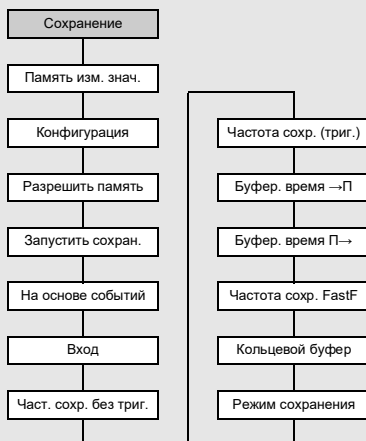 Сохранение
Память изм. знач.
Конфигурация
Разрешить память
Запустить сохран.
На основе событий
Вход
Част. сохр. без триг.
Частота сохр. (триг.)
Буфер. время →П
Буфер. время П→
Частота сохр. FastF
Кольцевой буфер
Режим сохранения